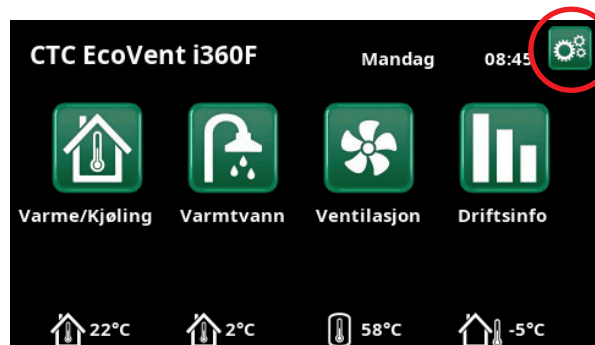 CTC EcoVent i360F Mandag 08:45
Varme/Kjøling Varmtvann Ventilasjon Driftsinfo
22°C 2°C 58°C -5°C